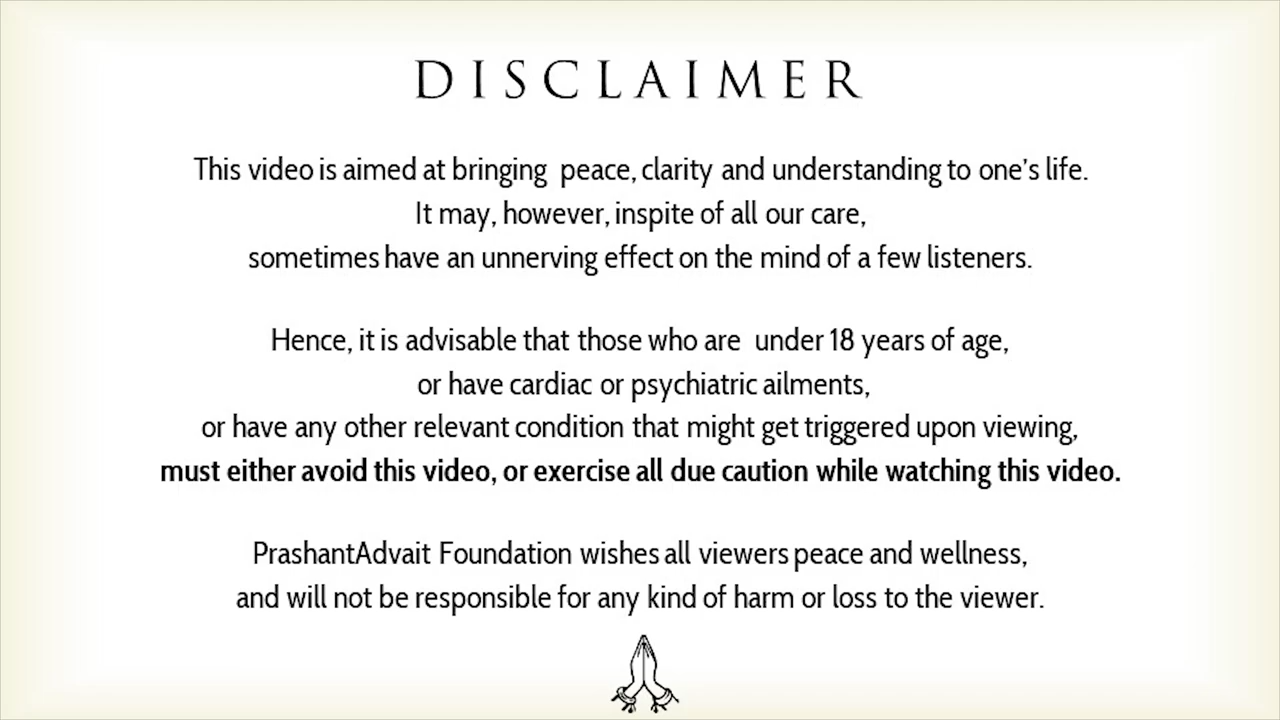 DISCLAIMER
This video is aimed at bringing peace, clarity and understanding to one's life.
It may, however, inspite of all our care,
sometimes have an unnerving effect on the mind of a few listeners.
Hence, it is advisable that those who are under 18 years of age,
or have cardiac or psychiatric ailments,
or have any other relevant condition that might get triggered upon viewing,
must either avoid this video, or exercise all due caution while watching this video.
PrashantAdvait Foundation wishes all viewers peace and wellness,
and will not be responsible for any kind of harm or loss to the viewer.